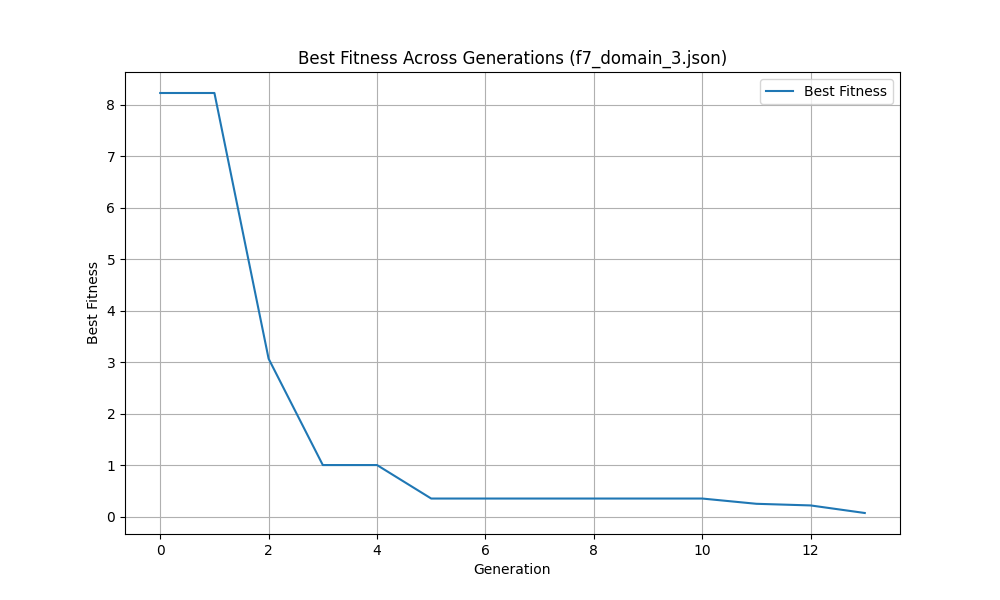 Best Fitness Across Generations (f7_domain_3.json)
Best Fitness
8
7
6
5
4
3
2
1
0
Best Fitness
0 2 4 6 8 10 12
Generation